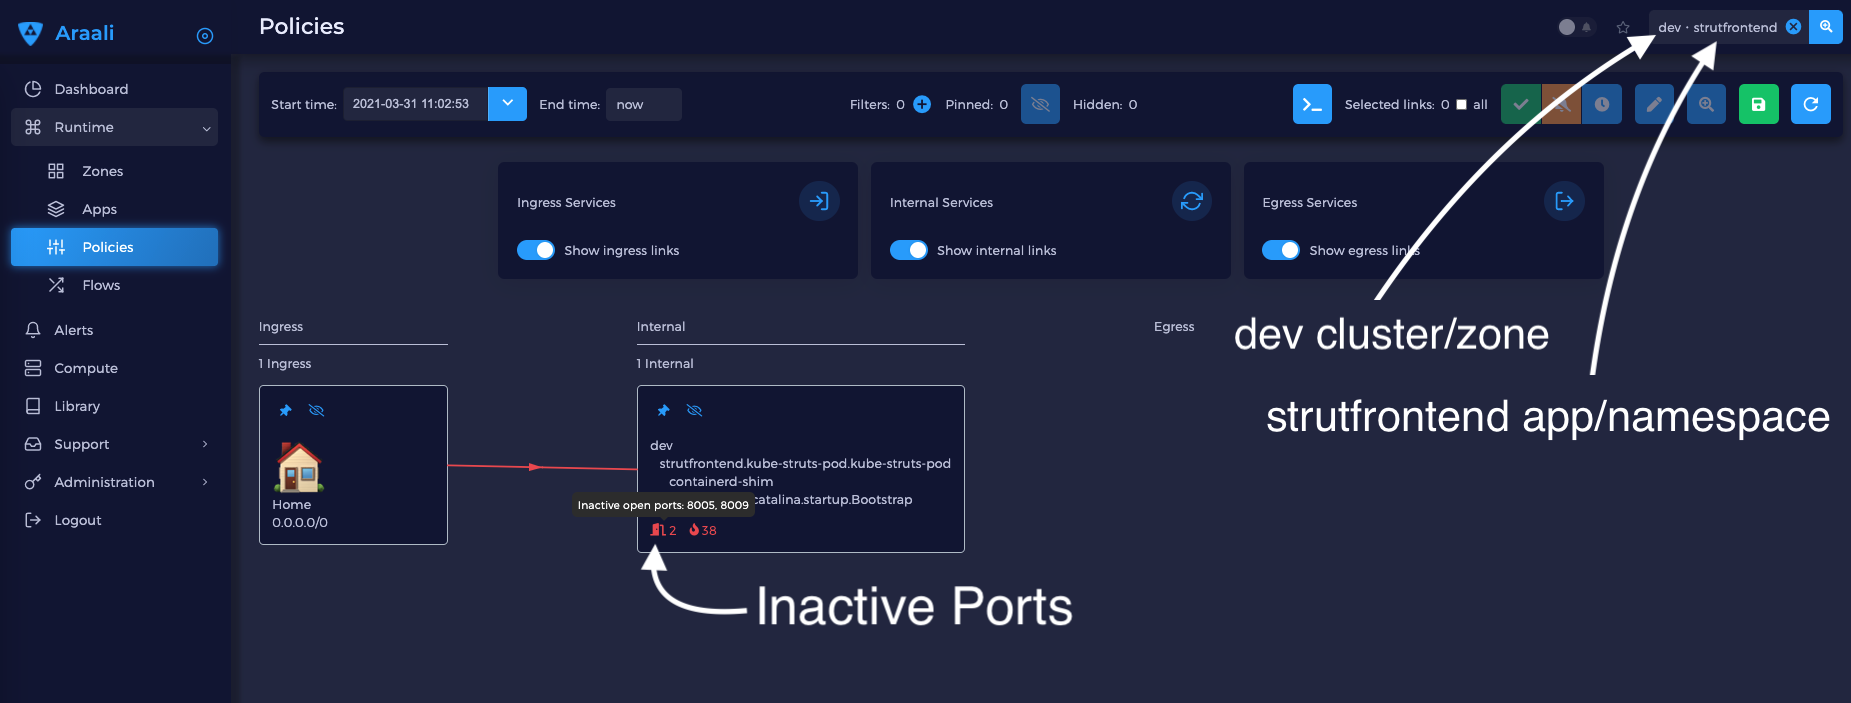 Araali
Policies
dev · strutfrontend
Dashboard
Runtime
Zones
Apps
Policies
Flows
Alerts
Compute
Library
Support
Administration
Logout
Start time: 2021-03-31 11:02:53 End time: now Filters: 0 Pinned: 0 Hidden: 0 Selected links: 0 all
Ingress Services
Show ingress links
Internal Services
Show internal links
Egress Services
Show egress links
Ingress
1 Ingress
Home
0.0.0.0/0
Internal
1 Internal
dev
strutfrontend.kube-struts-pod.kube-struts-pod
containerd-shim
catalina.startup.Bootstrap
Inactive open ports: 8005, 8009
2 38
Egress
dev cluster/zone
strutfrontend app/namespace
Inactive Ports